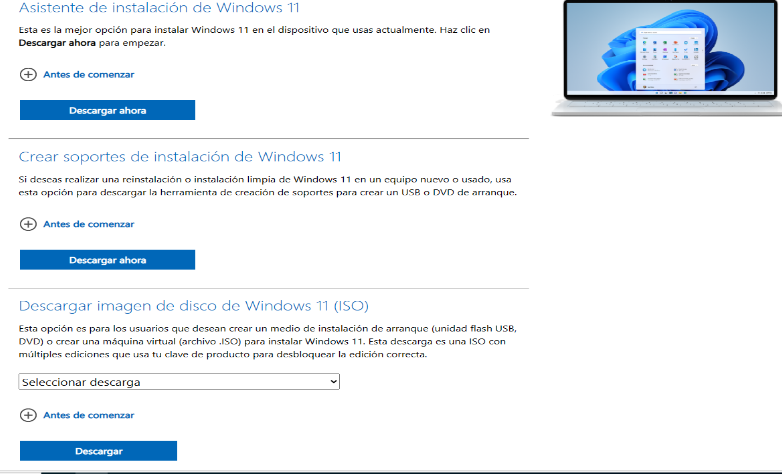 Asistente de instalación de Windows 11
Esta es la mejor opción para instalar Windows 11 en el dispositivo que usas actualmente. Haz clic en
Descargar ahora para empezar.
Antes de comenzar
Descargar ahora
Crear soportes de instalación de Windows 11
Si deseas realizar una reinstalación o instalación limpia de Windows 11 en un equipo nuevo o usado, usa
esta opción para descargar la herramienta de creación de soportes para crear un USB o DVD de arranque.
Antes de comenzar
Descargar ahora
Descargar imagen de disco de Windows 11 (ISO)
Esta opción es para los usuarios que desean crear un medio de instalación de arranque (unidad flash USB,
DVD) o crear una máquina virtual (archivo .ISO) para instalar Windows 11. Esta descarga es una ISO con
múltiples ediciones que usa tu clave de producto para desbloquear la edición correcta.
Seleccionar descarga
Antes de comenzar
Descargar